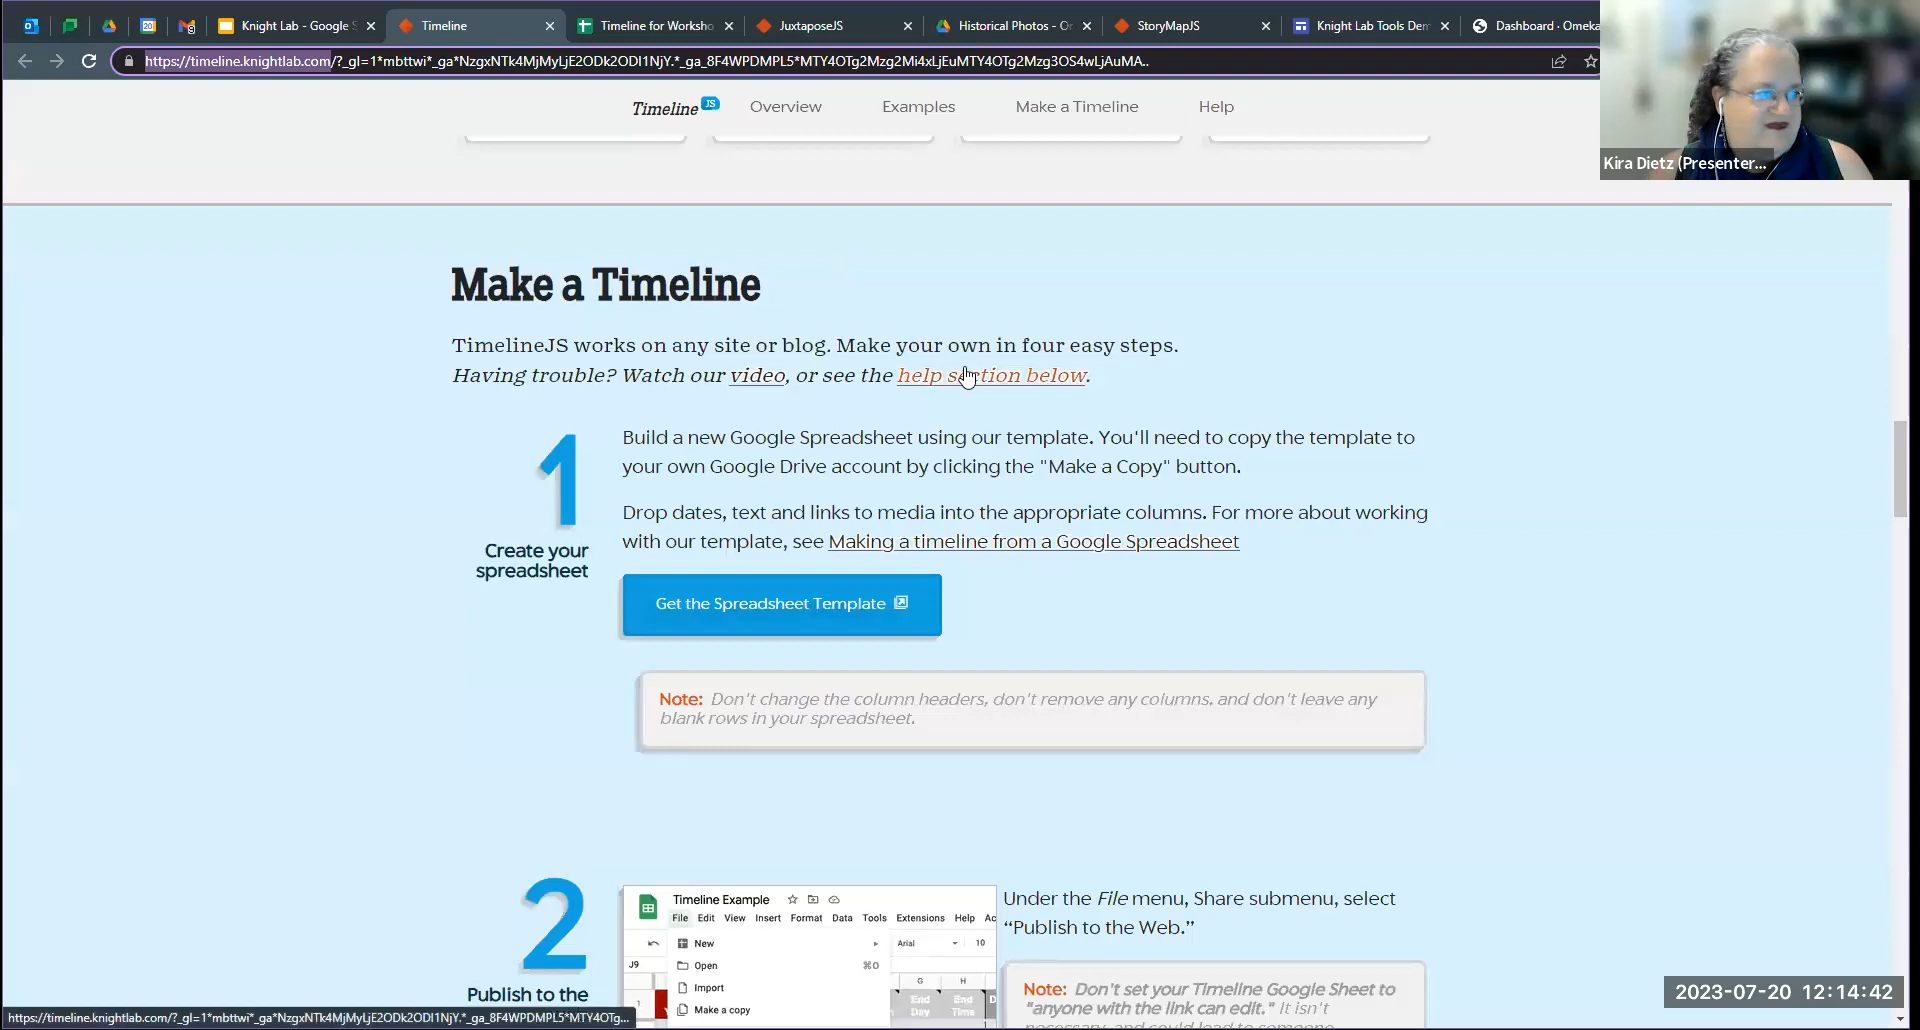 Knight Lab - Google S
Timeline
Timeline for Worksho
JuxtaposeJS
Historical Photos - Or
StoryMapJS
Knight Lab Tools Dem
Dashboard · Omeka
https://timeline.knightlab.com/?_gl=1*mbttwi*_ga*NzgxNTk4MjMyLjE2ODk2ODI1NjY.*_ga_8F4WPDMPL5*MTY4OTg2Mzg2Mi4xLjEuMTY4OTg2Mzg3OS4wLjAuMA..
Timeline JS
Overview
Examples
Make a Timeline
Help
Kira Dietz (Presenter...
Make a Timeline
TimelineJS works on any site or blog. Make your own in four easy steps.
Having trouble? Watch our video, or see the help section below.
1
Create your
spreadsheet
Build a new Google Spreadsheet using our template. You'll need to copy the template to
your own Google Drive account by clicking the "Make a Copy" button.
Drop dates, text and links to media into the appropriate columns. For more about working
with our template, see Making a timeline from a Google Spreadsheet
Get the Spreadsheet Template
Note: Don't change the column headers, don't remove any columns. and don't leave any
blank rows in your spreadsheet.
2
Publish to the
Timeline Example
File Edit View Insert Format Data Tools Extensions Help Ac
New
Arial
10
J9
Open
⌘O
G
H
Import
1
End
Day
End
Time
Make a copy
Under the File menu, Share submenu, select
“Publish to the Web.”
Note: Don't set your Timeline Google Sheet to
"anyone with the link can edit." It isn't
2023-07-20 12:14:42
https://timeline.knightlab.com/?_gl=1*mbttwi*_ga*NzgxNTk4MjMyLjE2ODk2ODI1NjY.*_ga_8F4WPDMPL5*MTY4OTg...